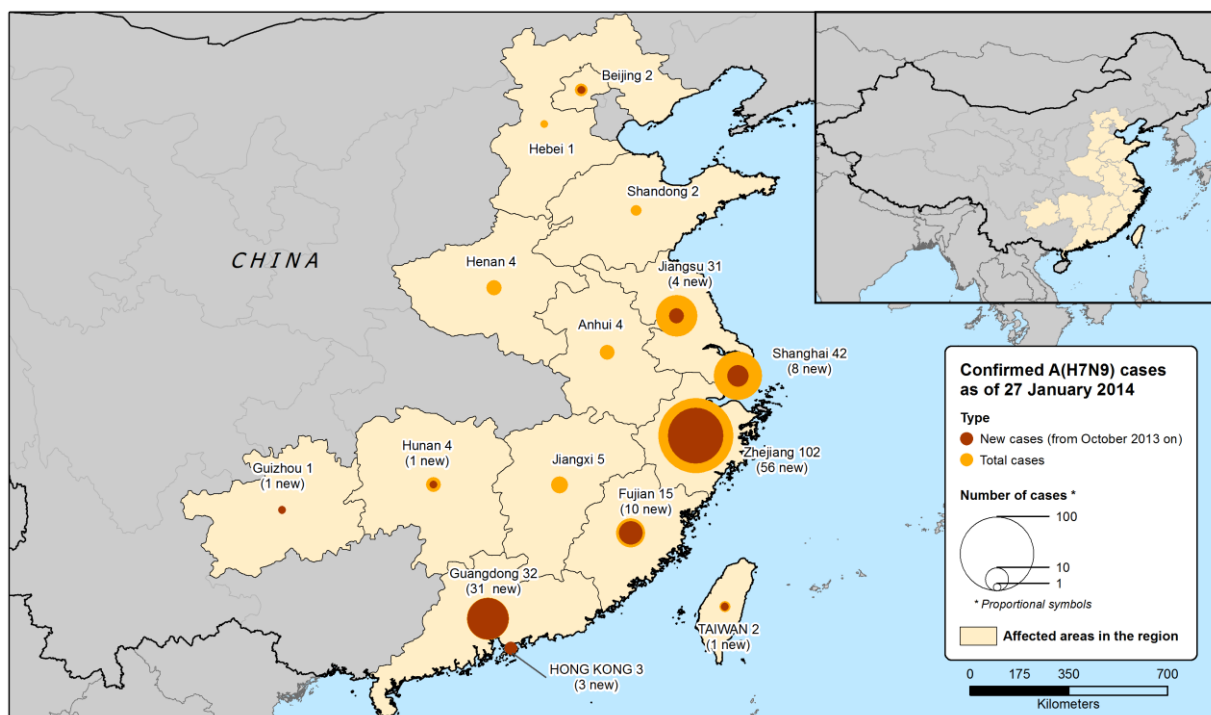 Beijing 2
Hebei 1
Shandong 2
CHINA
Henan 4
Jiangsu 31
(4 new)
Anhui 4
Shanghai 42
(8 new)
Zhejiang 102
(56 new)
Hunan 4
(1 new)
Guizhou 1
(1 new)
Jiangxi 5
Fujian 15
(10 new)
Guangdong 32
(31 new)
TAIWAN 2
(1 new)
HONG KONG 3
(3 new)
Confirmed A(H7N9) cases
as of 27 January 2014
Type
New cases (from October 2013 on)
Total cases
Number of cases *
100
10
1
* Proportional symbols
Affected areas in the region
0 175 350 700
Kilometers